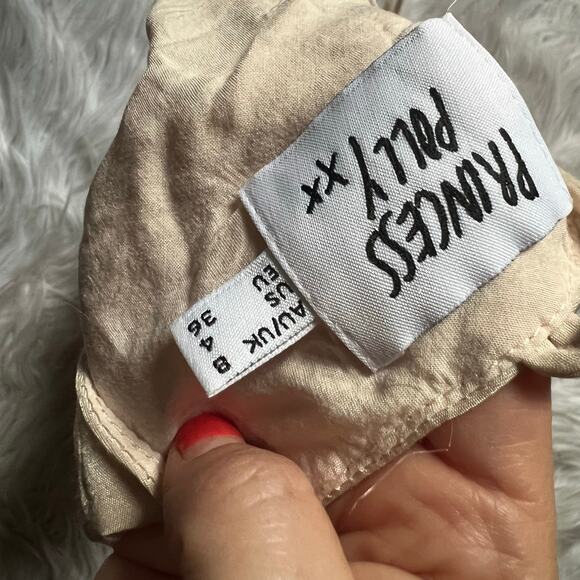 PRINCESS
POLLY xx
AU/UK 8
US 4
EU 36